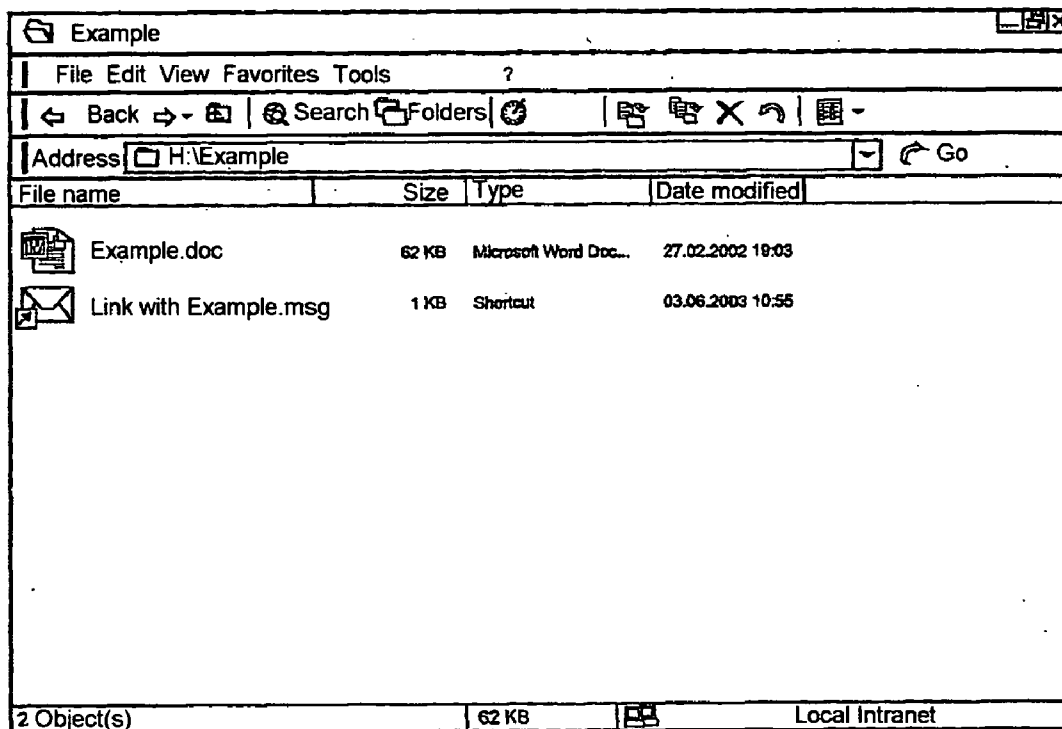 Example
File Edit View Favorites Tools ?
Back Search Folders
Address H:\Example Go
File name Size Type Date modified
Example.doc 62 KB Microsoft Word Doc... 27.02.2002 19:03
Link with Example.msg 1 KB Shortcut 03.06.2003 10:55
2 Object(s) 62 KB Local Intranet